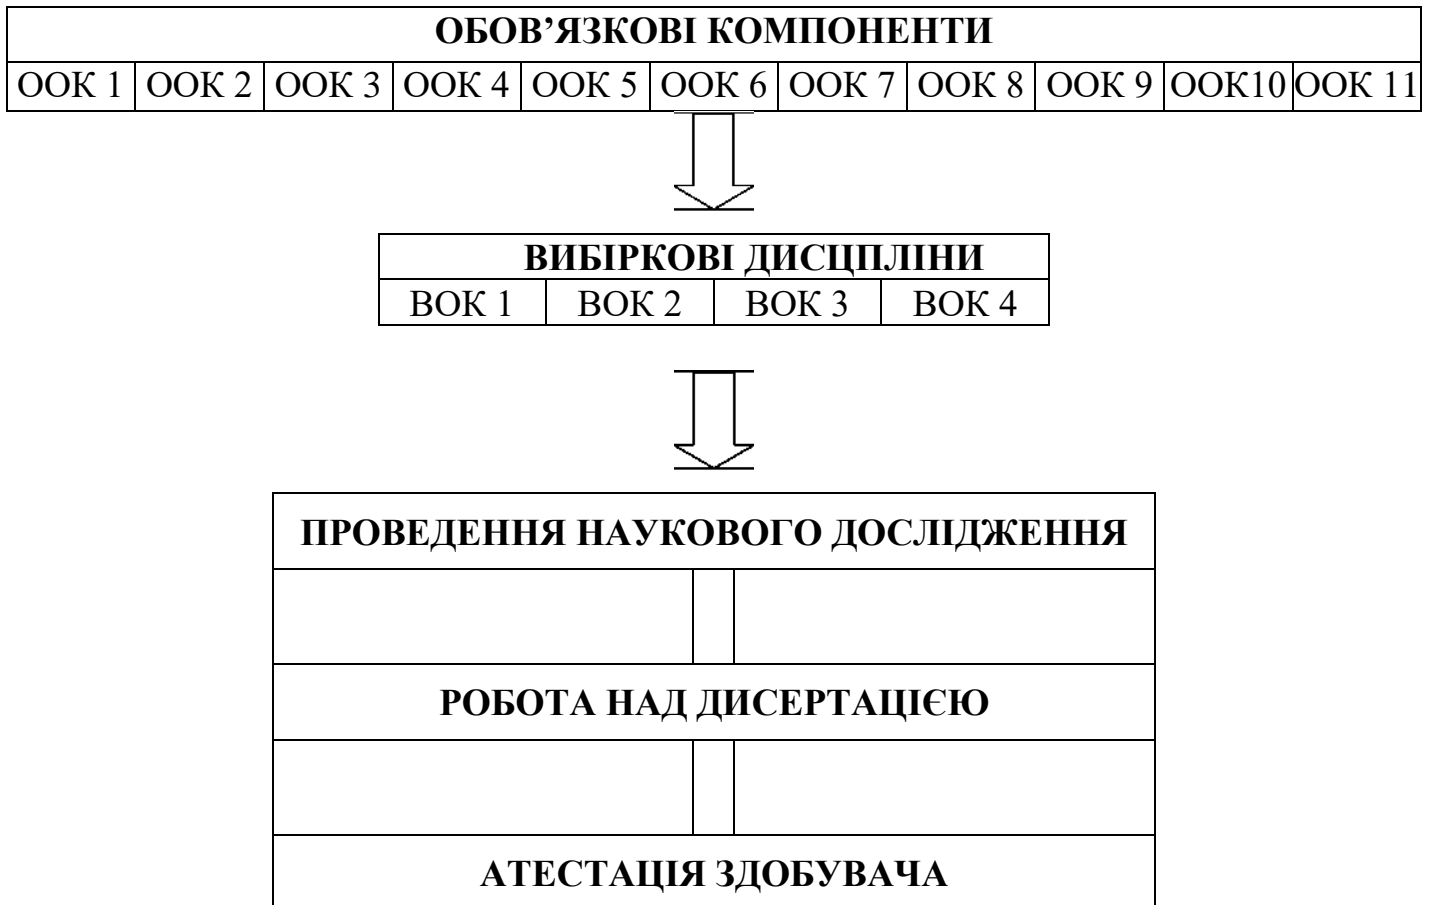 ОБОВ’ЯЗКОВІ КОМПОНЕНТИ
ООК 1 ООК 2 ООК 3 ООК 4 ООК 5 ООК 6 ООК 7 ООК 8 ООК 9 ООК10 ООК 11
ВИБІРКОВІ ДИСЦПЛІНИ
ВОК 1 ВОК 2 ВОК 3 ВОК 4
ПРОВЕДЕННЯ НАУКОВОГО ДОСЛІДЖЕННЯ
РОБОТА НАД ДИСЕРТАЦІЄЮ
АТЕСТАЦІЯ ЗДОБУВАЧА